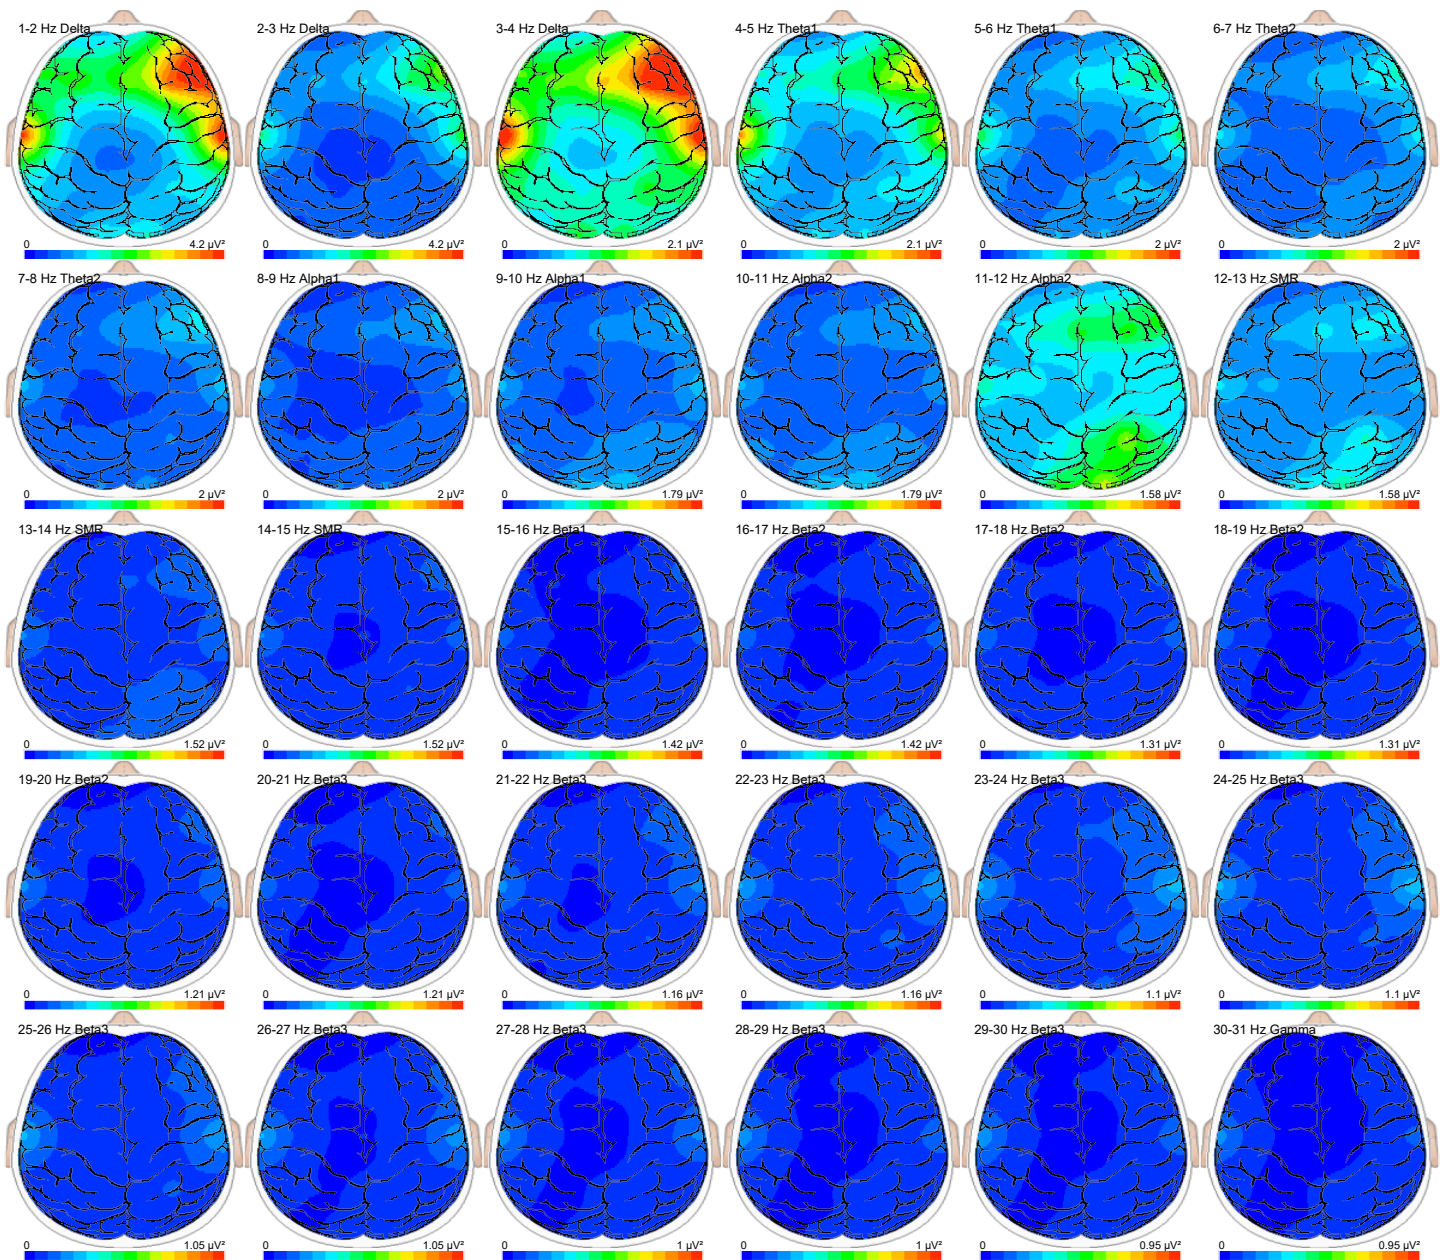 1-2 Hz Delta 2-3 Hz Delta 3-4 Hz Delta 4-5 Hz Theta1 5-6 Hz Theta1 6-7 Hz Theta2
0 4.2 µV² 0 4.2 µV² 0 2.1 µV² 0 2.1 µV² 0 2 µV² 0 2 µV²
7-8 Hz Theta2 8-9 Hz Alpha1 9-10 Hz Alpha1 10-11 Hz Alpha2 11-12 Hz Alpha2 12-13 Hz SMR
0 2 µV² 0 2 µV² 0 1.79 µV² 0 1.79 µV² 0 1.58 µV² 0 1.58 µV²
13-14 Hz SMR 14-15 Hz SMR 15-16 Hz Beta1 16-17 Hz Beta2 17-18 Hz Beta2 18-19 Hz Beta2
0 1.52 µV² 0 1.52 µV² 0 1.42 µV² 0 1.42 µV² 0 1.31 µV² 0 1.31 µV²
19-20 Hz Beta2 20-21 Hz Beta3 21-22 Hz Beta3 22-23 Hz Beta3 23-24 Hz Beta3 24-25 Hz Beta3
0 1.21 µV² 0 1.21 µV² 0 1.16 µV² 0 1.16 µV² 0 1.1 µV² 0 1.1 µV²
25-26 Hz Beta3 26-27 Hz Beta3 27-28 Hz Beta3 28-29 Hz Beta3 29-30 Hz Beta3 30-31 Hz Gamma
0 1.05 µV² 0 1.05 µV² 0 1 µV² 0 1 µV² 0 0.95 µV² 0 0.95 µV²